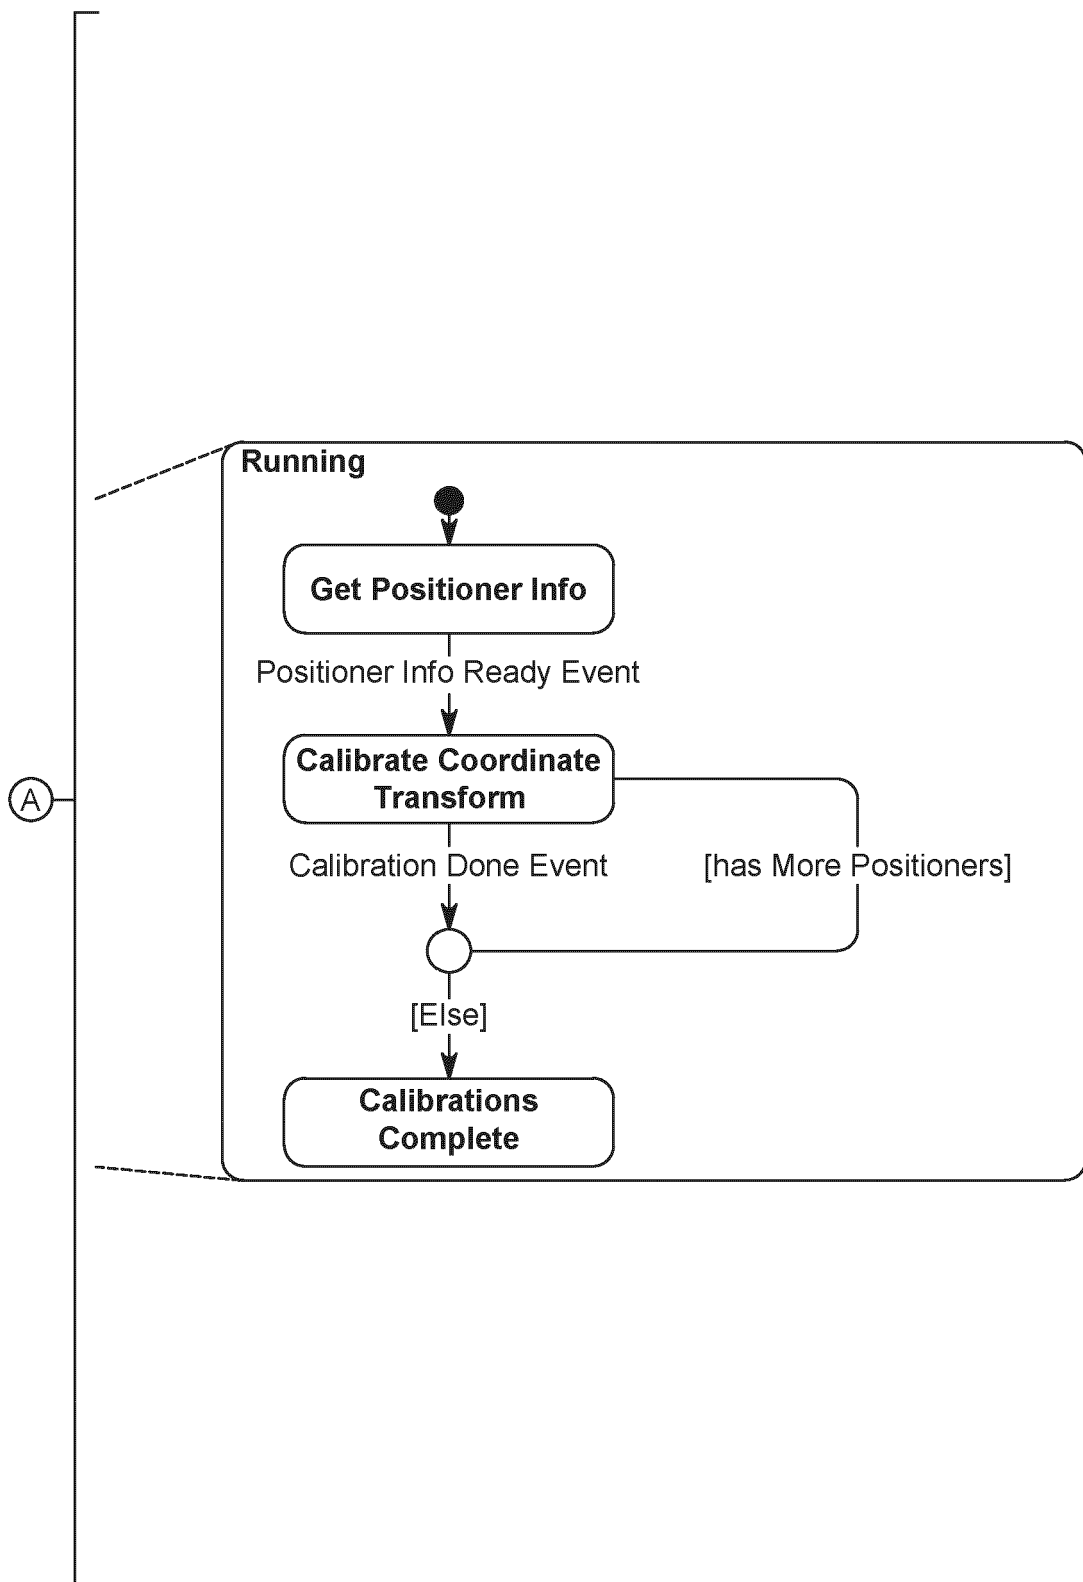 Running
Get Positioner Info
Positioner Info Ready Event
Calibrate Coordinate
Transform
A
Calibration Done Event
[has More Positioners]
[Else]
Calibrations
Complete